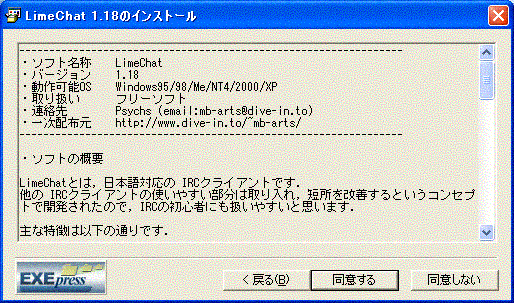 LimeChat 1.18のインストール
------------------------------------------------------------
・ソフト名称　　LimeChat
・バージョン　　1.18
・動作可能OS　　Windows95/98/Me/NT4/2000/XP
・取り扱い　　　フリーソフト
・連絡先　　　　Psychs (email:mb-arts@dive-in.to)
・一次配布元　　http://www.dive-in.to/~mb-arts/
------------------------------------------------------------
・ソフトの概要
LimeChatとは，日本語対応の IRCクライアントです．
他の IRCクライアントの使いやすい部分は取り入れ，短所を改善するというコンセプ
トで開発されたので，IRCの初心者にも扱いやすいと思います．
主な特徴は以下の通りです．
EXEpress
< 戻る(B)
同意する
同意しない